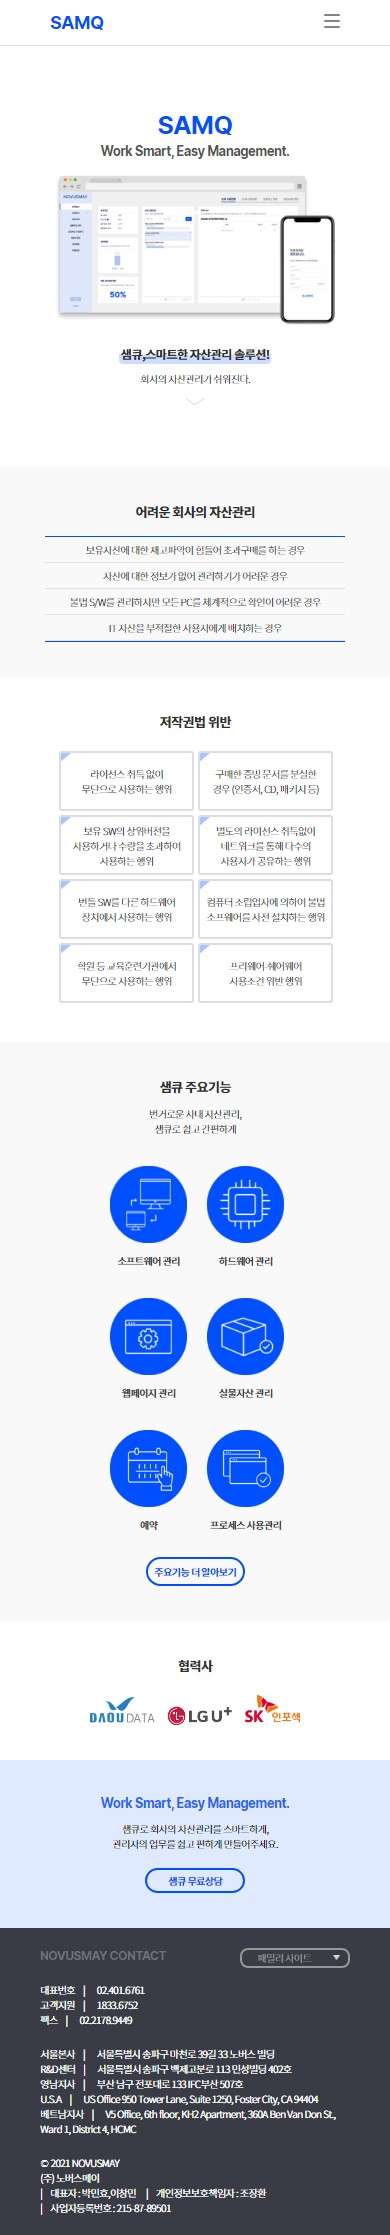 SAMQ
SAMQ
Work Smart, Easy Management.
NOVUSMAY
50%
샘큐,스마트한 자산관리 솔루션!
회사의 자산관리가 쉬워진다.
어려운 회사의 자산관리
보유자산에 대한 재고파악이 힘들어 초과구매를 하는 경우
자산에 대한 정보가 없어 관리하기가 어려운 경우
불법 S/W를 관리하지만 모든 PC를 체계적으로 확인이 어려운 경우
IT 자산을 부적절한 사용자에게 배치하는 경우
저작권법 위반
라이선스 취득 없이
무단으로 사용하는 행위
구매한 증빙 문서를 분실한
경우 (인증서, CD, 패키지 등)
보유 SW의 상위버전을
사용하거나 수량을 초과하여
사용하는 행위
별도의 라이선스 취득없이
네트워크를 통해 다수의
사용자가 공유하는 행위
번들 SW를 다른 하드웨어
장치에서 사용하는 행위
컴퓨터 조립업자에 의하여 불법
소프웨어를 사전 설치하는 행위
학원 등 교육훈련기관에서
무단으로 사용하는 행위
프리웨어·쉐어웨어
사용조건 위반 행위
샘큐 주요기능
번거로운 사내 자산관리,
샘큐로 쉽고 간편하게
소프트웨어 관리
하드웨어 관리
웹페이지 관리
실물자산 관리
예약
프로세스 사용관리
주요기능 더 알아보기
협력사
DAOU DATA
LG U+
SK 인포섹
Work Smart, Easy Management.
샘큐로 회사의 자산관리를 스마트하게,
관리자의 업무를 쉽고 편하게 만들어주세요.
샘큐 무료상담
NOVUSMAY CONTACT
패밀리 사이트
대표번호 | 02.401.6761
고객지원 | 1833.6752
팩스 | 02.2178.9449
서울본사 | 서울특별시 송파구 마천로 39길 33 노버스 빌딩
R&D센터 | 서울특별시 송파구 백제고분로 113 민성빌딩 402호
영남지사 | 부산 남구 전포대로 133 IFC부산 507호
U.S.A | US Office 950 Tower Lane, Suite 1250, Foster City, CA 94404
베트남지사 | V5 Office, 6th floor, KH2 Apartment, 360A Ben Van Don St.,
Ward 1, District 4, HCMC
© 2021 NOVUSMAY
(주) 노버스메이
| 대표자 : 박민효,이창민 | 개인정보보호책임자 : 조장환
| 사업자등록번호 : 215-87-89501